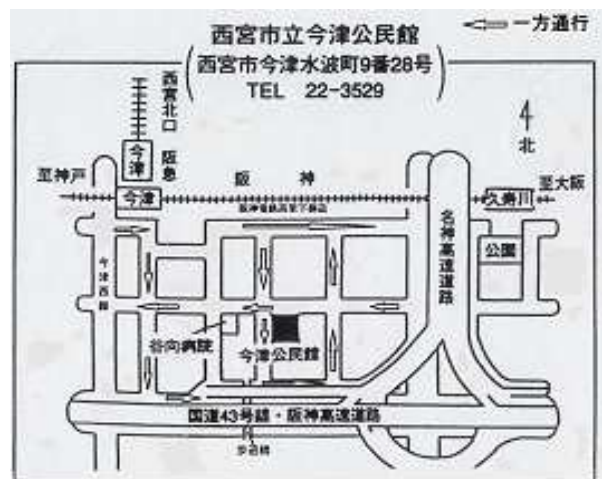 一方通行
西宮市立今津公民館
西宮市今津水波町9番28号
TEL 22-3529
西宮北口
阪急
今津
北
至神戸
今津
阪神
久寿川
至大阪
名神高速道路
公園
谷向病院
今津公民館
国道43号線・阪神高速道路
歩道橋